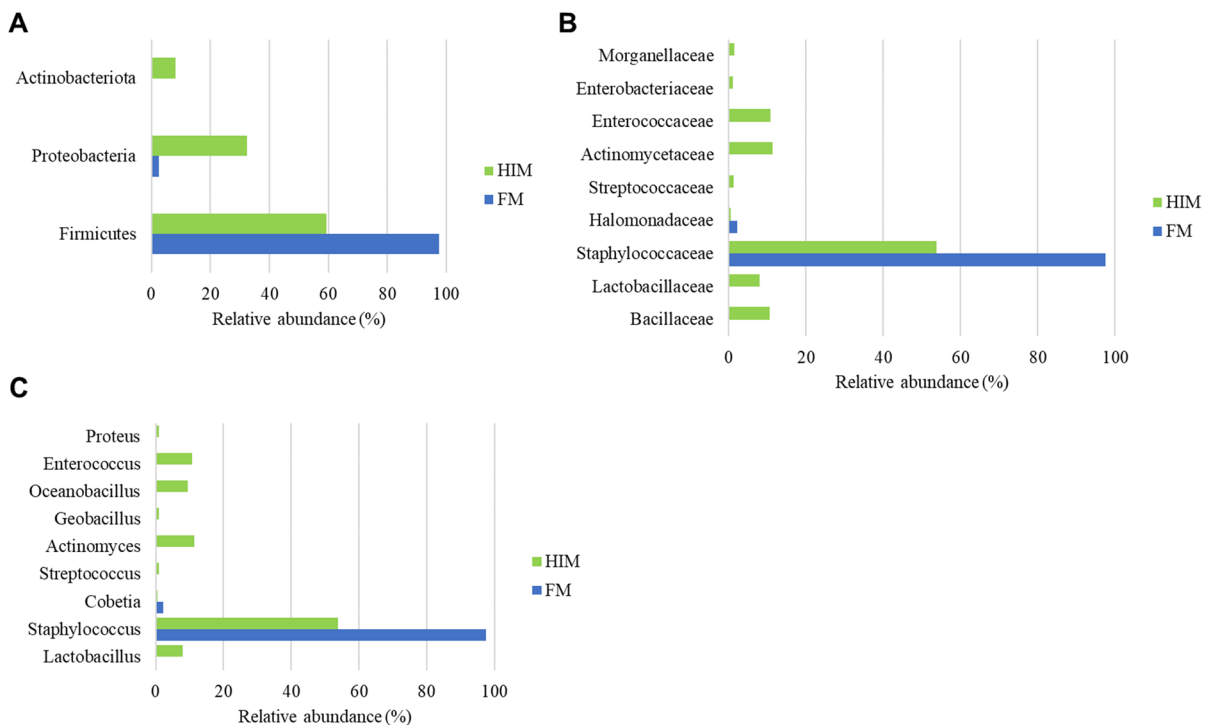 A
Actinobacteriota
Proteobacteria
Firmicutes
0 20 40 60 80 100
Relative abundance (%)
HIM
FM
B
Morganellaceae
Enterobacteriaceae
Enterococcaceae
Actinomycetaceae
Streptococcaceae
Halomonadaceae
Staphylococcaceae
Lactobacillaceae
Bacillaceae
0 20 40 60 80 100
Relative abundance (%)
HIM
FM
C
Proteus
Enterococcus
Oceanobacillus
Geobacillus
Actinomyces
Streptococcus
Cobetia
Staphylococcus
Lactobacillus
0 20 40 60 80 100
Relative abundance (%)
HIM
FM